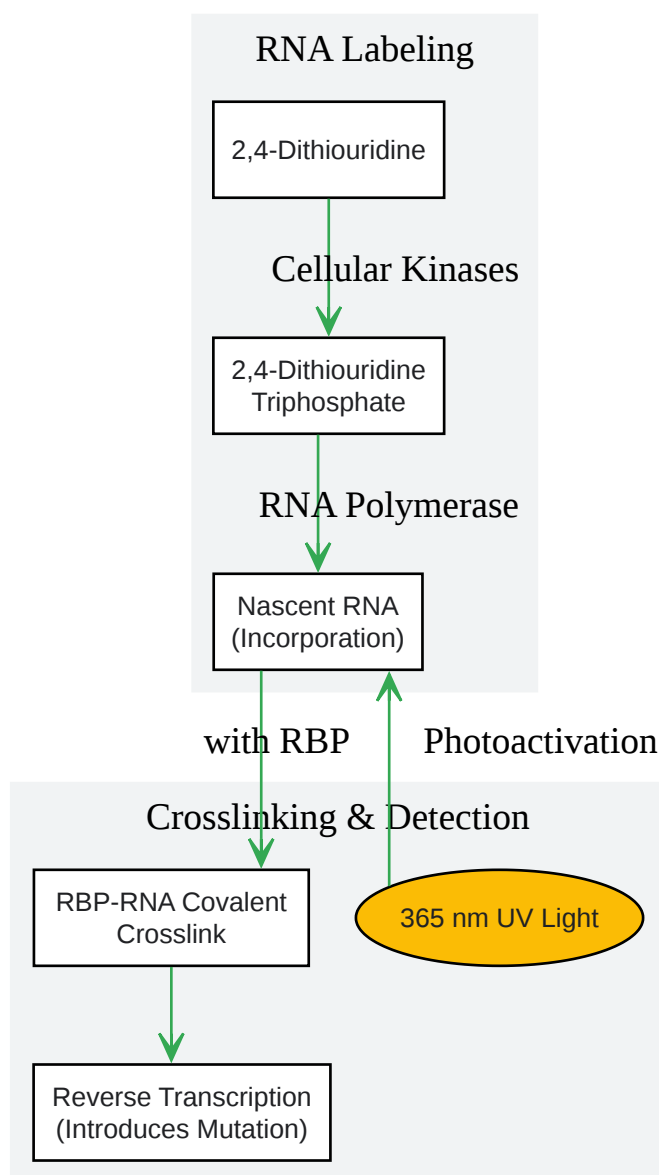 RNA Labeling
2,4-Dithiouridine
Cellular Kinases
2,4-Dithiouridine
Triphosphate
RNA Polymerase
Nascent RNA
(Incorporation)
with RBP
Photoactivation
Crosslinking & Detection
RBP-RNA Covalent
Crosslink
365 nm UV Light
Reverse Transcription
(Introduces Mutation)